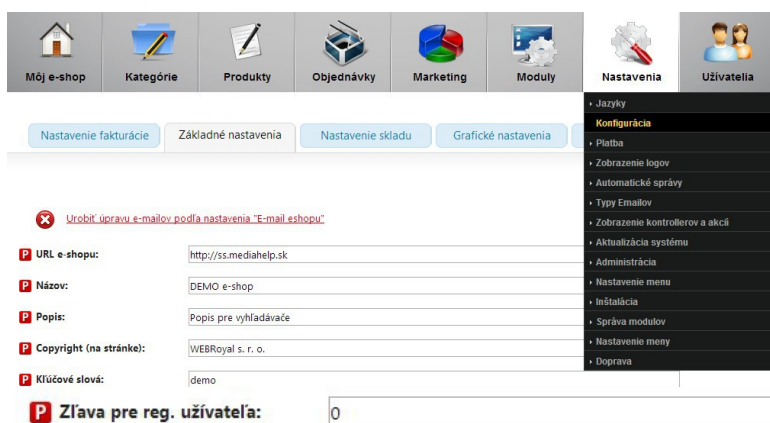 Môj e-shop Kategórie Produkty Objednávky Marketing Moduly Nastavenia Užívatelia
Jazyky
Konfigurácia
Platba
Zobrazenie logov
Automatické správy
Typy Emailov
Zobrazenie kontrollerov a akcií
Aktualizácia systému
Administrácia
Nastavenie menu
Inštalácia
Správa modulov
Nastavenie meny
Doprava
Nastavenie fakturácie Základné nastavenia Nastavenie skladu Grafické nastavenia
Urobiť úpravu e-mailov podľa nastavenia "E-mail eshopu"
P URL e-shopu: http://ss.mediahelp.sk
P Názov: DEMO e-shop
P Popis: Popis pre vyhľadávače
P Copyright (na stránke): WEBRoyal s. r. o.
P Kľúčové slová: demo
P Zľava pre reg. užívateľa: 0